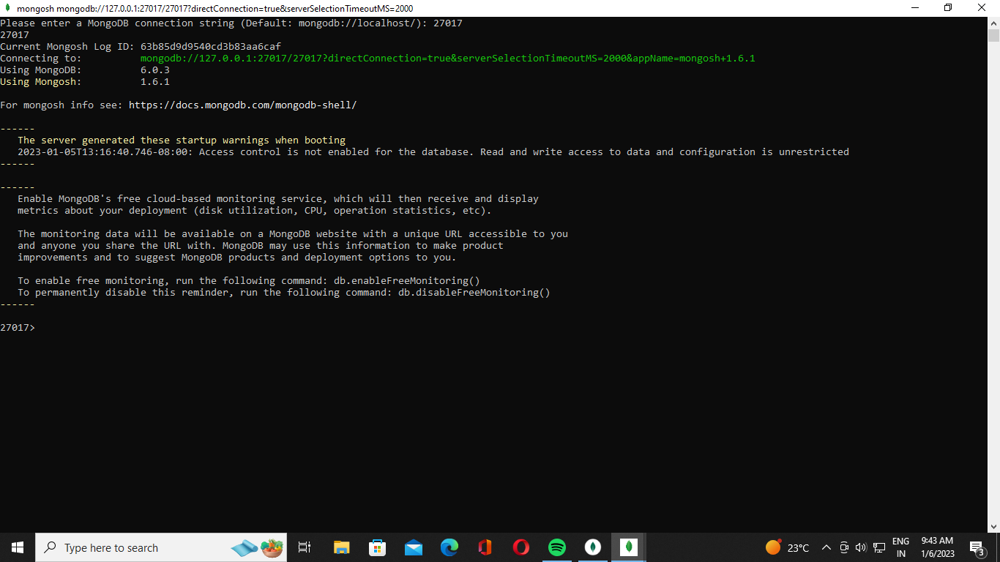 mongosh mongodb://127.0.0.1:27017/27017?directConnection=true&serverSelectionTimeoutMS=2000
Please enter a MongoDB connection string (Default: mongodb://localhost/): 27017
27017
Current Mongosh Log ID: 63b85d9d9540cd3b83aa6caf
Connecting to: mongodb://127.0.0.1:27017/27017?directConnection=true&serverSelectionTimeoutMS=2000&appName=mongosh+1.6.1
Using MongoDB: 6.0.3
Using Mongosh: 1.6.1
For mongosh info see: https://docs.mongodb.com/mongodb-shell/
------
The server generated these startup warnings when booting
2023-01-05T13:16:40.746-08:00: Access control is not enabled for the database. Read and write access to data and configuration is unrestricted
------
------
Enable MongoDB's free cloud-based monitoring service, which will then receive and display
metrics about your deployment (disk utilization, CPU, operation statistics, etc).
The monitoring data will be available on a MongoDB website with a unique URL accessible to you
and anyone you share the URL with. MongoDB may use this information to make product
improvements and to suggest MongoDB products and deployment options to you.
To enable free monitoring, run the following command: db.enableFreeMonitoring()
To permanently disable this reminder, run the following command: db.disableFreeMonitoring()
------
27017>
Type here to search
23°C
ENG
IN
9:43 AM
1/6/2023
3